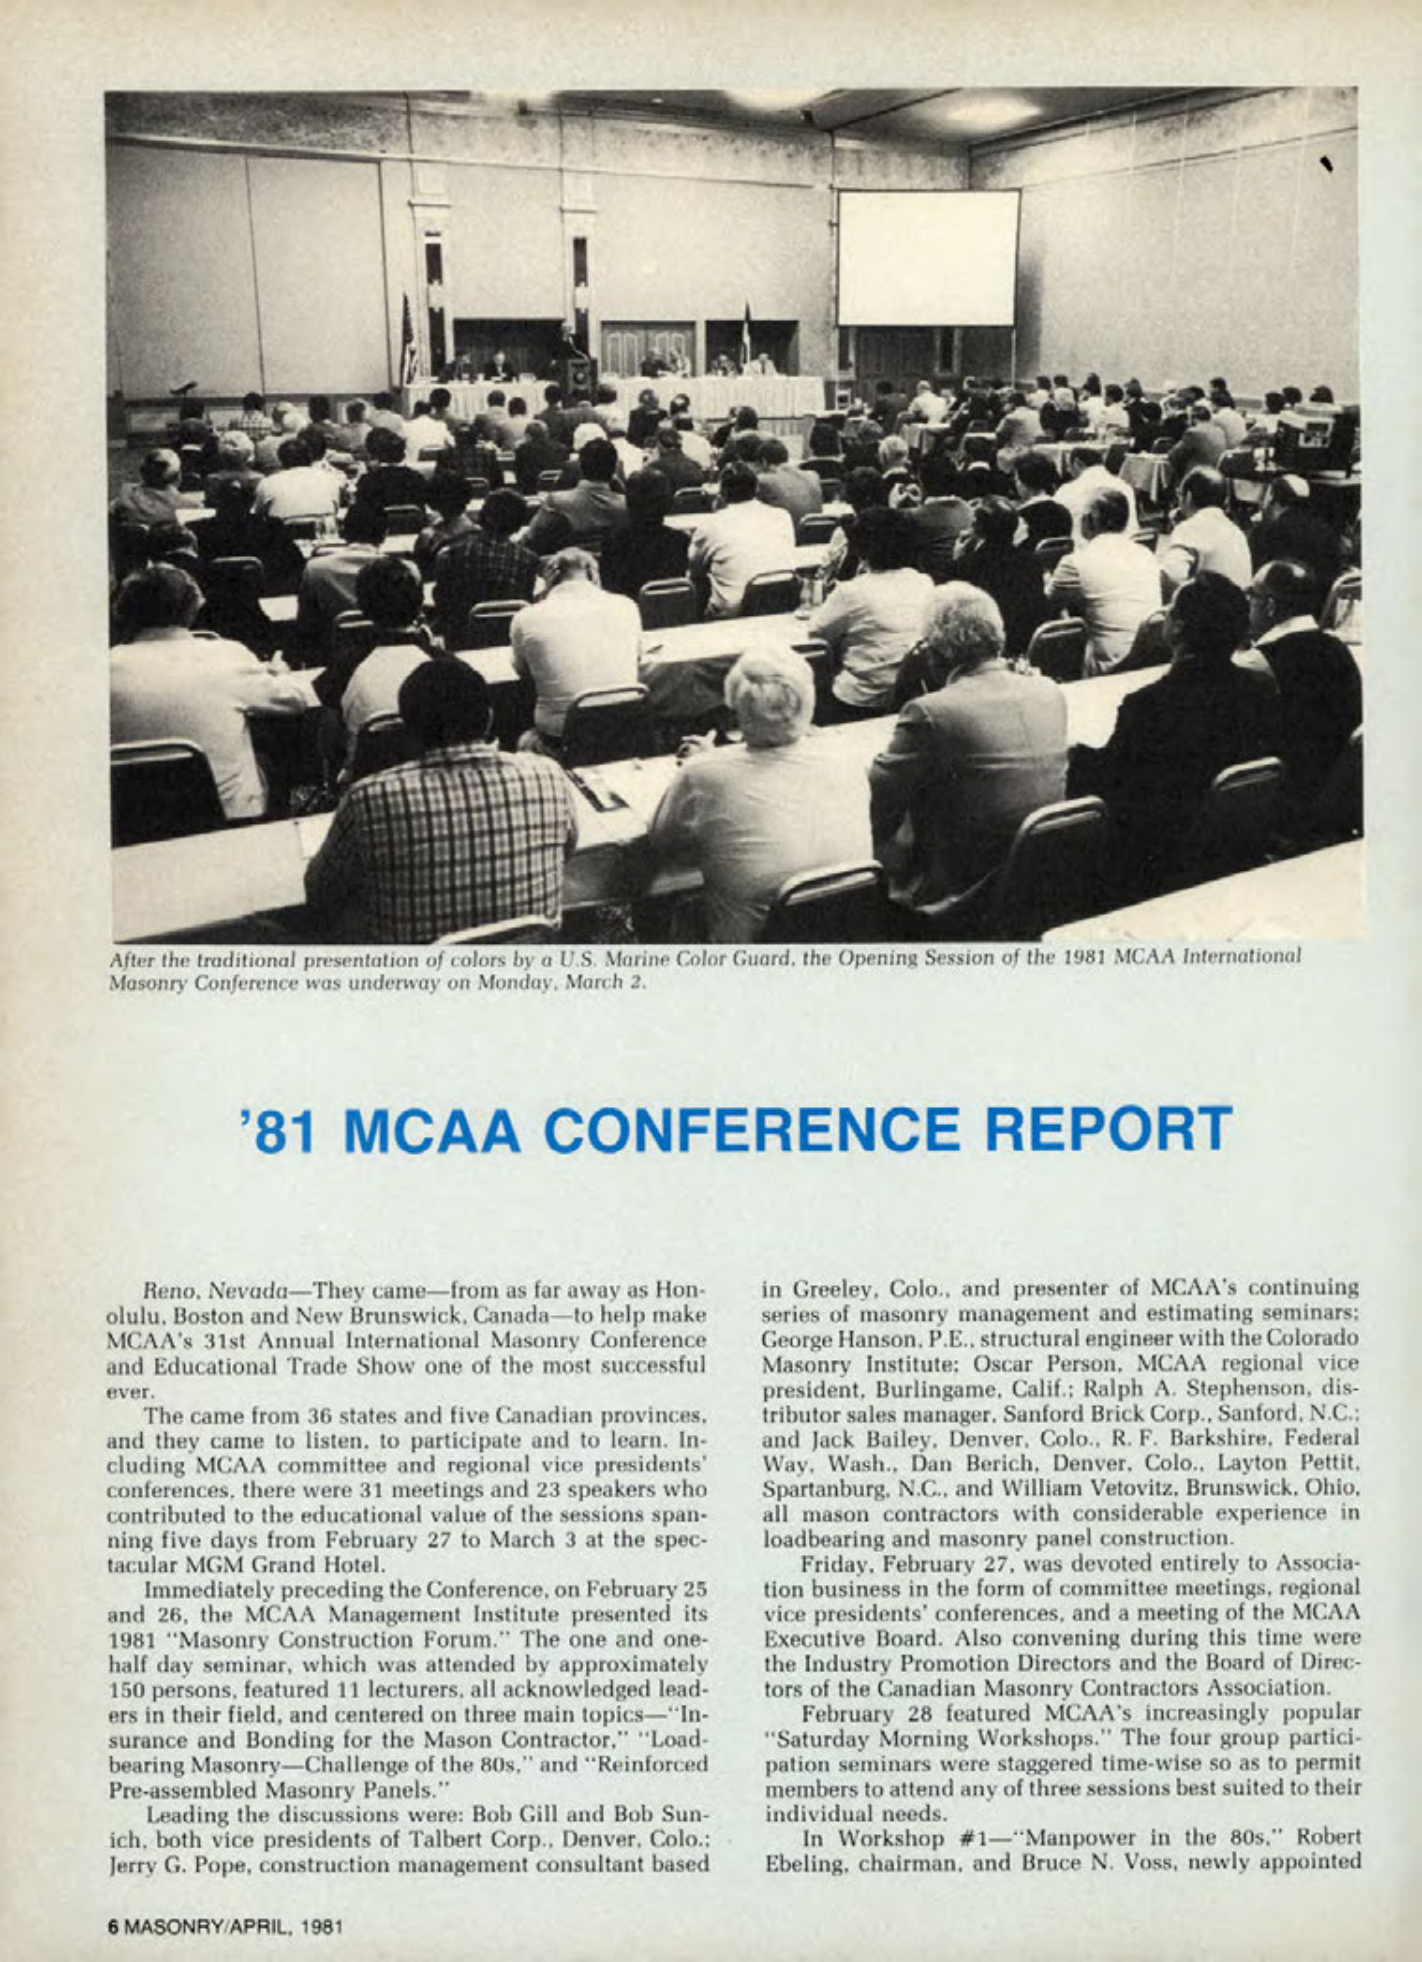 After the traditional presentation of colors by a U.S. Marine Color Guard, the Opening Session of the 1981 MCAA International
Masonry Conference was underway on Monday, March 2.
'81 MCAA CONFERENCE REPORT
Reno, Nevada—They came—from as far away as Hon-
olulu, Boston and New Brunswick, Canada—to help make
MCAA's 31st Annual International Masonry Conference
and Educational Trade Show one of the most successful
ever.
The came from 36 states and five Canadian provinces,
and they came to listen, to participate and to learn. In-
cluding MCAA committee and regional vice presidents'
conferences, there were 31 meetings and 23 speakers who
contributed to the educational value of the sessions span-
ning five days from February 27 to March 3 at the spec-
tacular MGM Grand Hotel.
Immediately preceding the Conference, on February 25
and 26, the MCAA Management Institute presented its
1981 "Masonry Construction Forum." The one and one-
half day seminar, which was attended by approximately
150 persons, featured 11 lecturers, all acknowledged lead-
ers in their field, and centered on three main topics—"In-
surance and Bonding for the Mason Contractor," "Load-
bearing Masonry—Challenge of the 80s," and "Reinforced
Pre-assembled Masonry Panels."
Leading the discussions were: Bob Gill and Bob Sun-
ich, both vice presidents of Talbert Corp., Denver, Colo.;
Jerry G. Pope, construction management consultant based
in Greeley, Colo., and presenter of MCAA's continuing
series of masonry management and estimating seminars;
George Hanson, P.E., structural engineer with the Colorado
Masonry Institute; Oscar Person, MCAA regional vice
president, Burlingame, Calif.; Ralph A. Stephenson, dis-
tributor sales manager, Sanford Brick Corp., Sanford, N.C.;
and Jack Bailey, Denver, Colo., R. F. Barkshire, Federal
Way, Wash., Dan Berich, Denver, Colo., Layton Pettit,
Spartanburg, N.C., and William Vetovitz, Brunswick, Ohio,
all mason contractors with considerable experience in
loadbearing and masonry panel construction.
Friday, February 27, was devoted entirely to Associa-
tion business in the form of committee meetings, regional
vice presidents' conferences, and a meeting of the MCAA
Executive Board. Also convening during this time were
the Industry Promotion Directors and the Board of Direc-
tors of the Canadian Masonry Contractors Association.
February 28 featured MCAA's increasingly popular
"Saturday Morning Workshops." The four group partici-
pation seminars were staggered time-wise so as to permit
members to attend any of three sessions best suited to their
individual needs.
In Workshop #1—"Manpower in the 80s," Robert
Ebeling, chairman, and Bruce N. Voss, newly appointed
6 MASONRY/APRIL, 1981